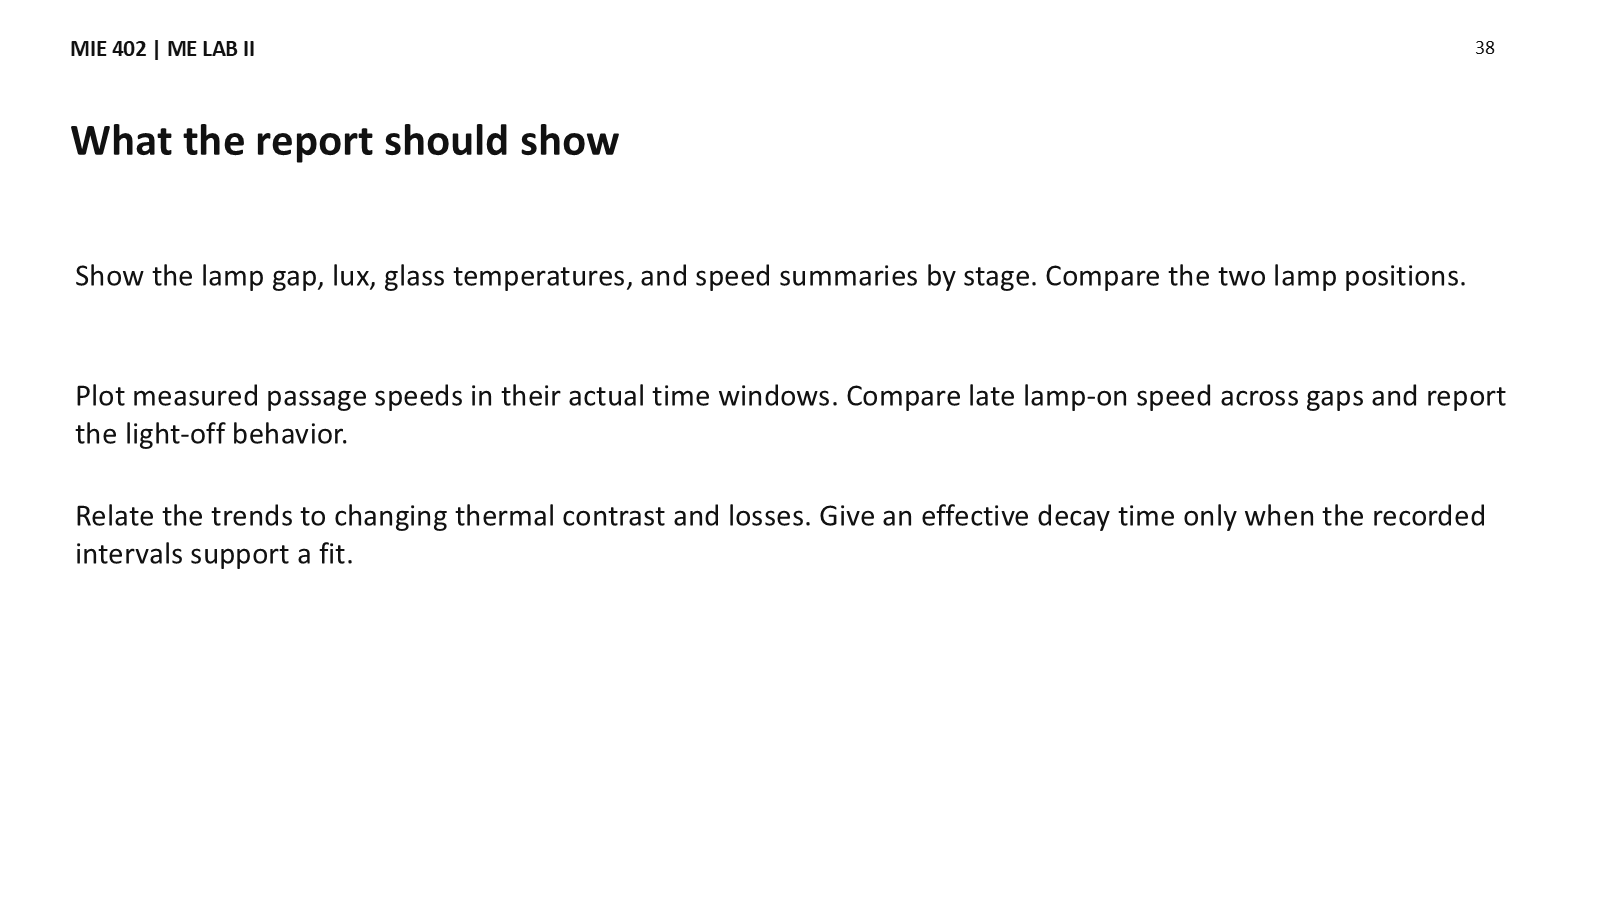 MIE 402 | ME LAB II
38
What the report should show
Show the lamp gap, lux, glass temperatures, and speed summaries by stage. Compare the two lamp positions.
Plot measured passage speeds in their actual time windows. Compare late lamp-on speed across gaps and report
the light-off behavior.
Relate the trends to changing thermal contrast and losses. Give an effective decay time only when the recorded
intervals support a fit.